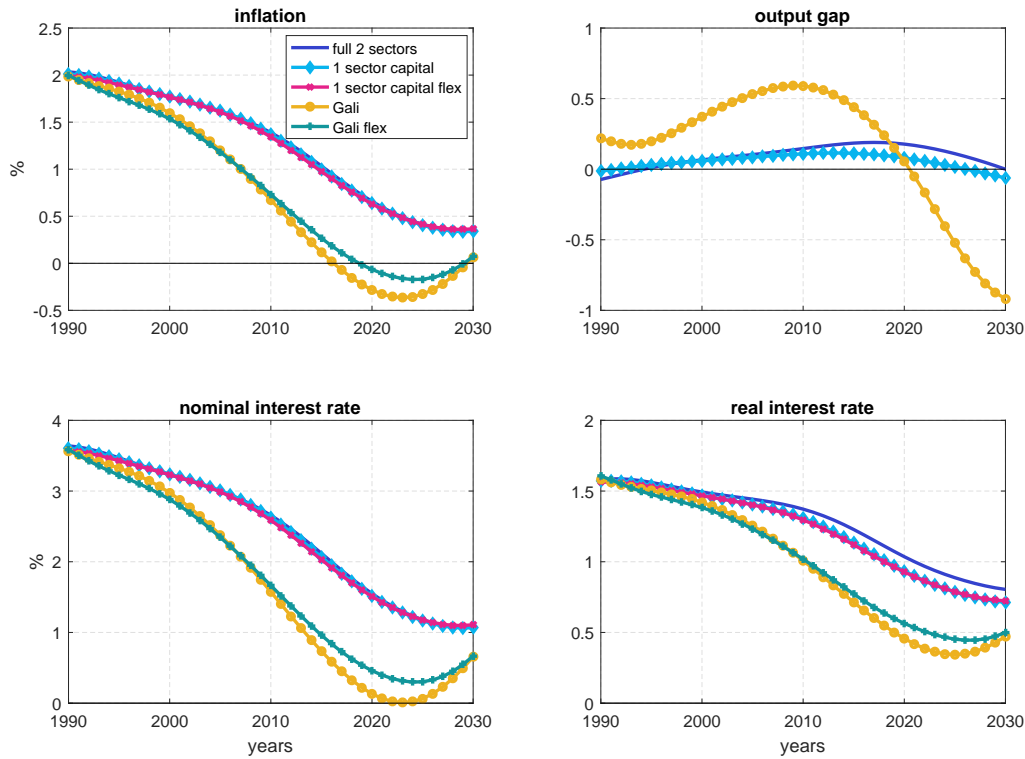 inflation
2.5
2
1.5
1
0.5
0
-0.5
%
1990 2000 2010 2020 2030
full 2 sectors
1 sector capital
1 sector capital flex
Gali
Gali flex
output gap
1
0.5
0
-0.5
-1
1990 2000 2010 2020 2030
nominal interest rate
4
3
2
1
0
%
1990 2000 2010 2020 2030
years
real interest rate
2
1.5
1
0.5
0
1990 2000 2010 2020 2030
years